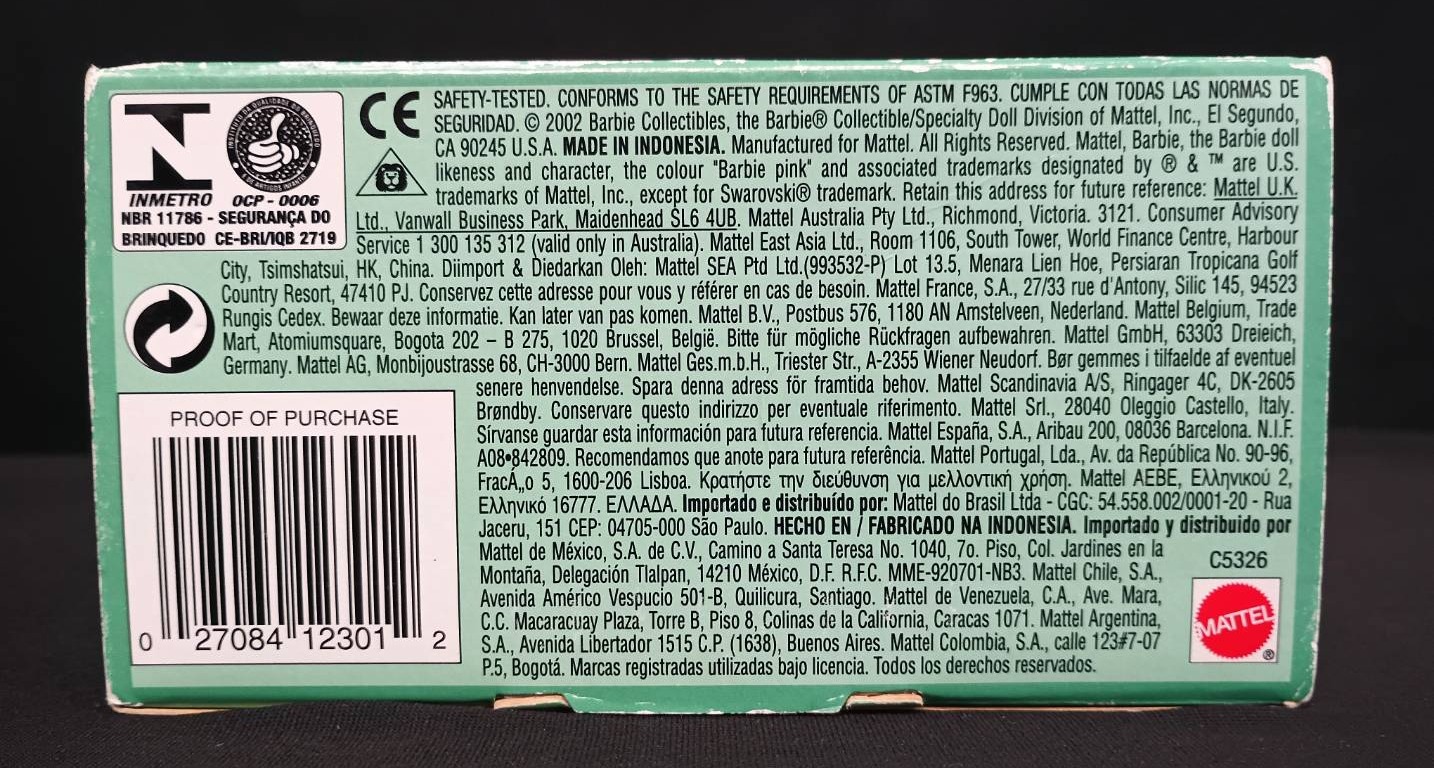 INMETRO OCP - 0006
NBR 11786 - SEGURANÇA DO
BRINQUEDO CE-BRI/IQB 2719
CE
SAFETY-TESTED. CONFORMS TO THE SAFETY REQUIREMENTS OF ASTM F963. CUMPLE CON TODAS LAS NORMAS DE
SEGURIDAD. © 2002 Barbie Collectibles, the Barbie® Collectible/Specialty Doll Division of Mattel, Inc., El Segundo,
CA 90245 U.S.A. MADE IN INDONESIA. Manufactured for Mattel. All Rights Reserved. Mattel, Barbie, the Barbie doll
likeness and character, the colour "Barbie pink" and associated trademarks designated by ® & ™ are U.S.
trademarks of Mattel, Inc., except for Swarovski® trademark. Retain this address for future reference: Mattel U.K.
Ltd., Vanwall Business Park, Maidenhead SL6 4UB. Mattel Australia Pty Ltd., Richmond, Victoria. 3121. Consumer Advisory
Service 1 300 135 312 (valid only in Australia). Mattel East Asia Ltd., Room 1106, South Tower, World Finance Centre, Harbour
City, Tsimshatsui, HK, China. Diimport & Diedarkan Oleh: Mattel SEA Ptd Ltd.(993532-P) Lot 13.5, Menara Lien Hoe, Persiaran Tropicana Golf
Country Resort, 47410 PJ. Conservez cette adresse pour vous y référer en cas de besoin. Mattel France, S.A., 27/33 rue d'Antony, Silic 145, 94523
Rungis Cedex. Bewaar deze informatie. Kan later van pas komen. Mattel B.V., Postbus 576, 1180 AN Amstelveen, Nederland. Mattel Belgium, Trade
Mart, Atomiumsquare, Bogota 202 – B 275, 1020 Brussel, België. Bitte für mögliche Rückfragen aufbewahren. Mattel GmbH, 63303 Dreieich,
Germany. Mattel AG, Monbijoustrasse 68, CH-3000 Bern. Mattel Ges.m.b.H., Triester Str., A-2355 Wiener Neudorf. Bør gemmes i tilfaelde af eventuel
senere henvendelse. Spara denna adress för framtida behov. Mattel Scandinavia A/S, Ringager 4C, DK-2605
Brøndby. Conservare questo indirizzo per eventuale riferimento. Mattel Srl., 28040 Oleggio Castello, Italy.
Sírvanse guardar esta información para futura referencia. Mattel España, S.A., Aribau 200, 08036 Barcelona. N.I.F.
A08•842809. Recomendamos que anote para futura referência. Mattel Portugal, Lda., Av. da República No. 90-96,
FracÄ„o 5, 1600-206 Lisboa. Κρατήστε την διεύθυνση για μελλοντική χρήση. Mattel AEBE, Ελληνικού 2,
Ελληνικό 16777. ΕΛΛΑΔΑ. Importado e distribuído por: Mattel do Brasil Ltda - CGC: 54.558.002/0001-20 - Rua
Jaceru, 151 CEP: 04705-000 São Paulo. HECHO EN / FABRICADO NA INDONESIA. Importado y distribuido por
Mattel de México, S.A. de C.V., Camino a Santa Teresa No. 1040, 7o. Piso, Col. Jardines en la
Montaña, Delegación Tlalpan, 14210 México, D.F. R.F.C. MME-920701-NB3. Mattel Chile, S.A.,
Avenida Américo Vespucio 501-B, Quilicura, Santiago. Mattel de Venezuela, C.A., Ave. Mara,
C.C. Macaracuay Plaza, Torre B, Piso 8, Colinas de la California, Caracas 1071. Mattel Argentina,
S.A., Avenida Libertador 1515 C.P. (1638), Buenos Aires. Mattel Colombia, S.A., calle 123#7-07
P.5, Bogotá. Marcas registradas utilizadas bajo licencia. Todos los derechos reservados.
PROOF OF PURCHASE
0 27084 12301 2
C5326
MATTEL®